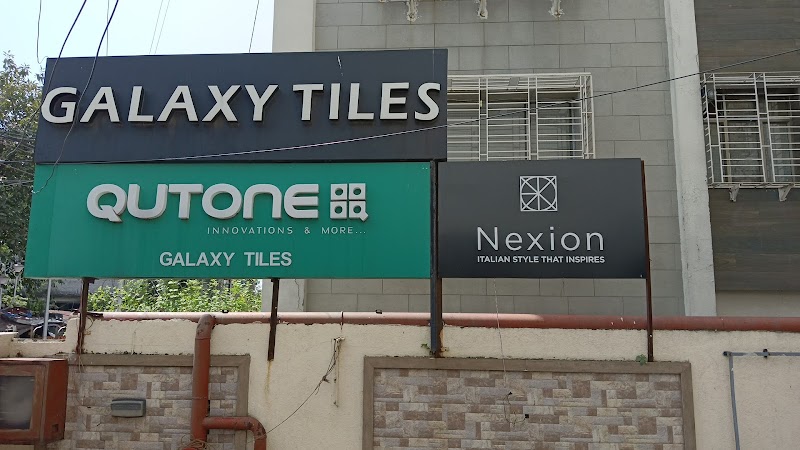 GALAXY TILES
QUTONE
INNOVATIONS & MORE...
GALAXY TILES
Nexion
ITALIAN STYLE THAT INSPIRES